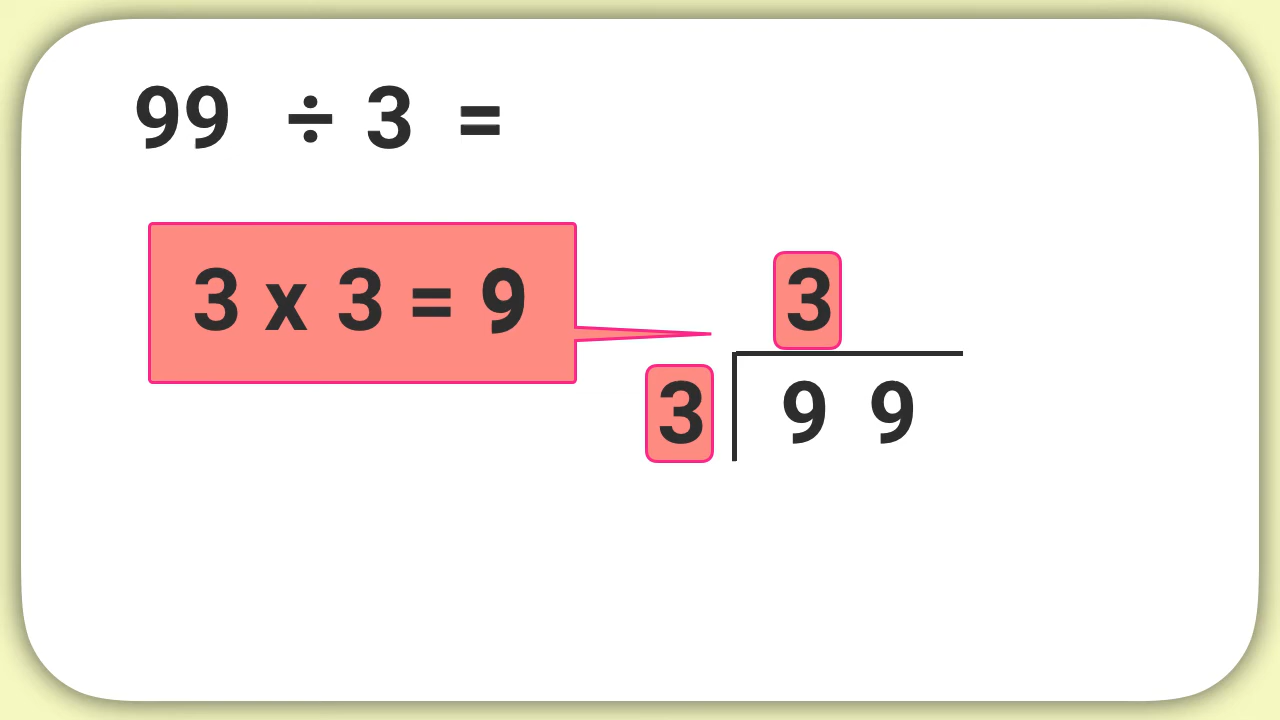 99 ÷ 3 =
3 x 3 = 9
3
3 9 9